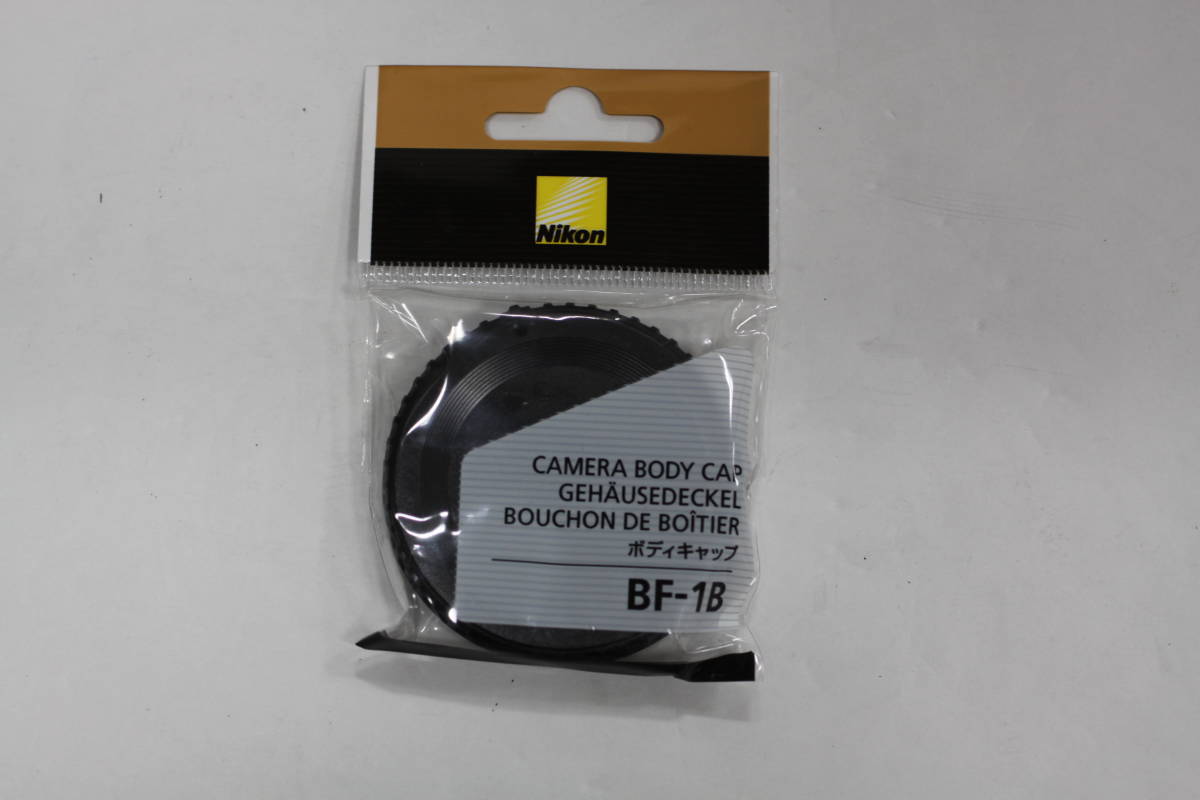 Nikon
CAMERA BODY CAP
GEHÄUSEDECKEL
BOUCHON DE BOÎTIER
ボディキャップ
BF-1B